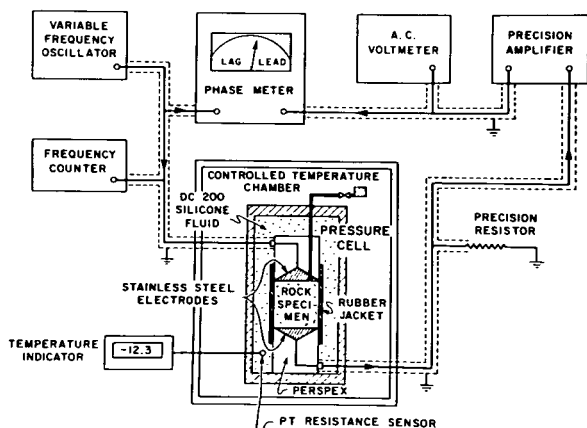 VARIABLE
FREQUENCY
OSCILLATOR
LAG LEAD
PHASE METER
A. C.
VOLTMETER
PRECISION
AMPLIFIER
FREQUENCY
COUNTER
CONTROLLED TEMPERATURE
CHAMBER
DC 200
SILICONE
FLUID
PRESSURE
CELL
PRECISION
RESISTOR
STAINLESS STEEL
ELECTRODES
ROCK
SPECI-
MEN
RUBBER
JACKET
TEMPERATURE
INDICATOR
-12.3
PERSPEX
PT RESISTANCE SENSOR